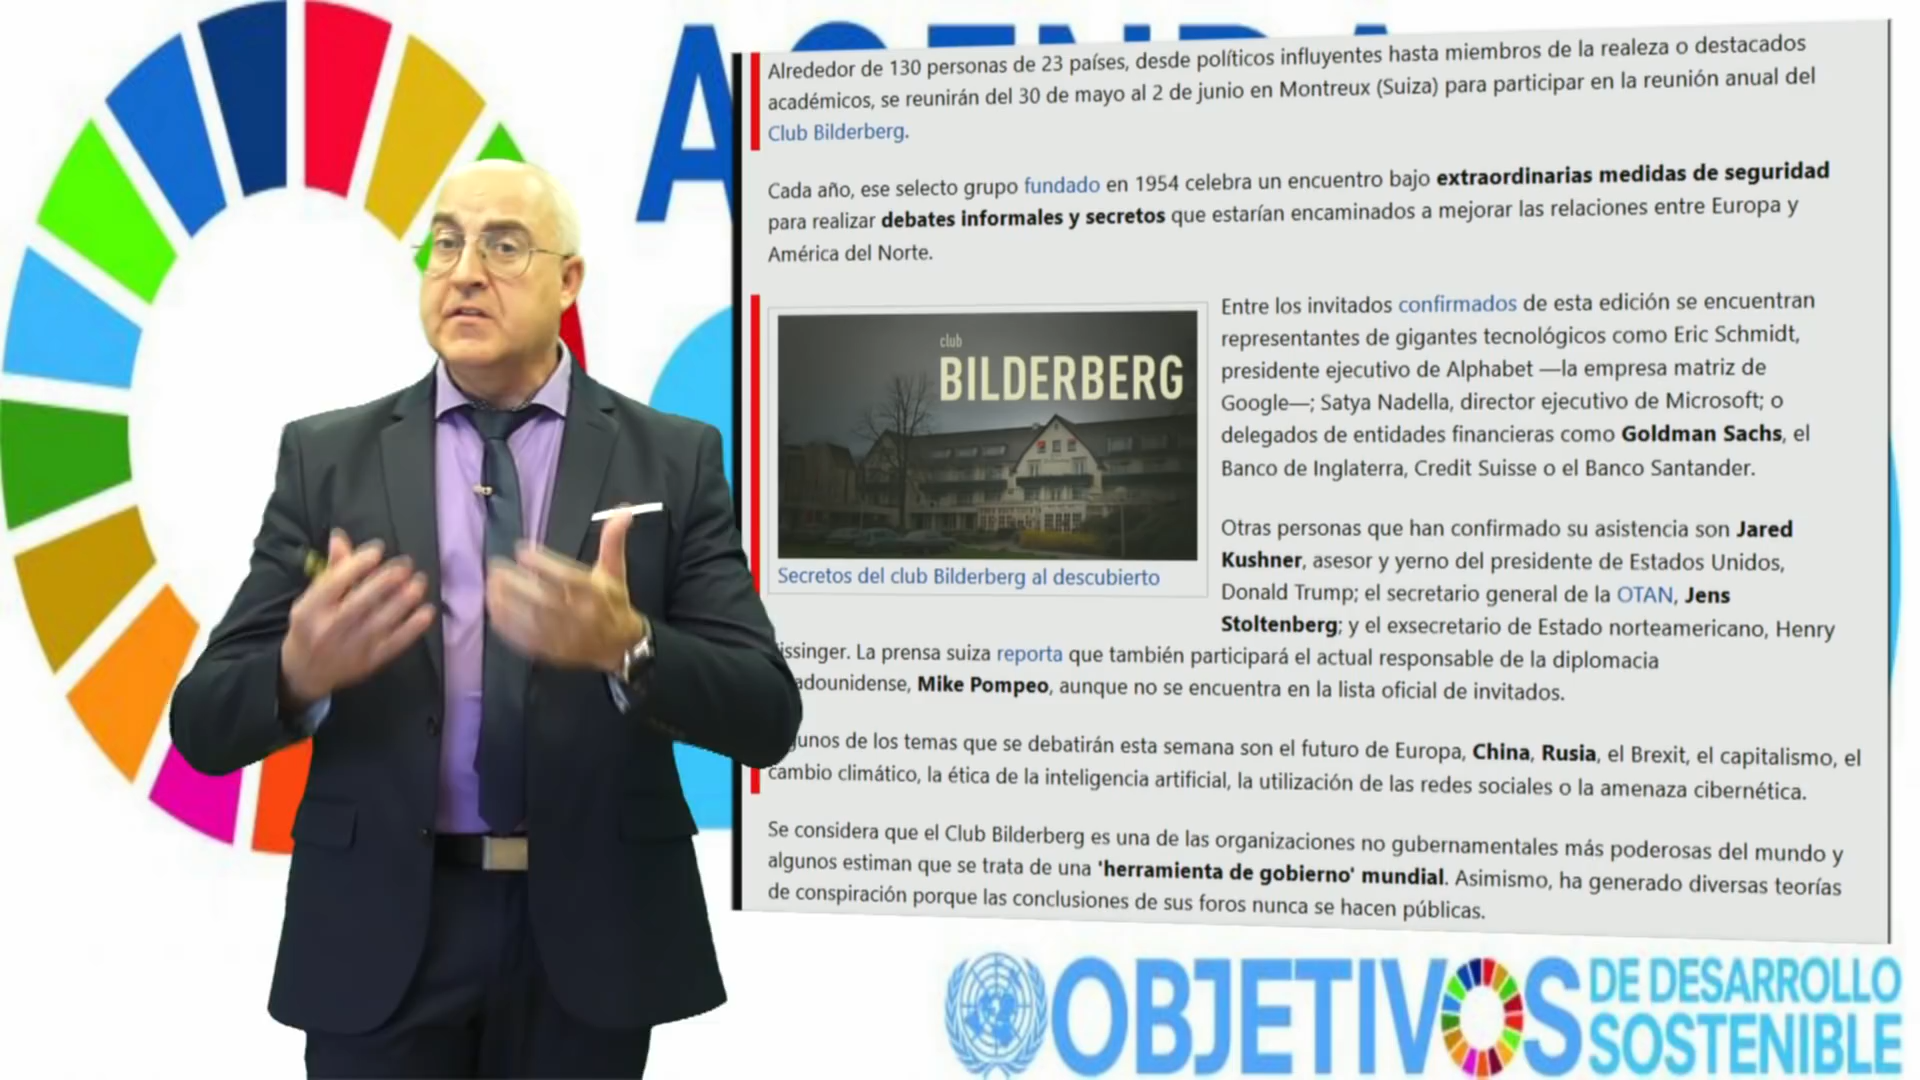 AGENDA
Alrededor de 130 personas de 23 países, desde políticos influyentes hasta miembros de la realeza o destacados
académicos, se reunirán del 30 de mayo al 2 de junio en Montreux (Suiza) para participar en la reunión anual del
Club Bilderberg.
Cada año, ese selecto grupo fundado en 1954 celebra un encuentro bajo extraordinarias medidas de seguridad
para realizar debates informales y secretos que estarían encaminados a mejorar las relaciones entre Europa y
América del Norte.
club
BILDERBERG
Secretos del club Bilderberg al descubierto
Entre los invitados confirmados de esta edición se encuentran
representantes de gigantes tecnológicos como Eric Schmidt,
presidente ejecutivo de Alphabet —la empresa matriz de
Google—; Satya Nadella, director ejecutivo de Microsoft; o
delegados de entidades financieras como Goldman Sachs, el
Banco de Inglaterra, Credit Suisse o el Banco Santander.
Otras personas que han confirmado su asistencia son Jared
Kushner, asesor y yerno del presidente de Estados Unidos,
Donald Trump; el secretario general de la OTAN, Jens
Stoltenberg; y el exsecretario de Estado norteamericano, Henry
issinger. La prensa suiza reporta que también participará el actual responsable de la diplomacia
adounidense, Mike Pompeo, aunque no se encuentra en la lista oficial de invitados.
gunos de los temas que se debatirán esta semana son el futuro de Europa, China, Rusia, el Brexit, el capitalismo, el
cambio climático, la ética de la inteligencia artificial, la utilización de las redes sociales o la amenaza cibernética.
Se considera que el Club Bilderberg es una de las organizaciones no gubernamentales más poderosas del mundo y
algunos estiman que se trata de una 'herramienta de gobierno' mundial. Asimismo, ha generado diversas teorías
de conspiración porque las conclusiones de sus foros nunca se hacen públicas.
OBJETIVOS DE DESARROLLO
SOSTENIBLE